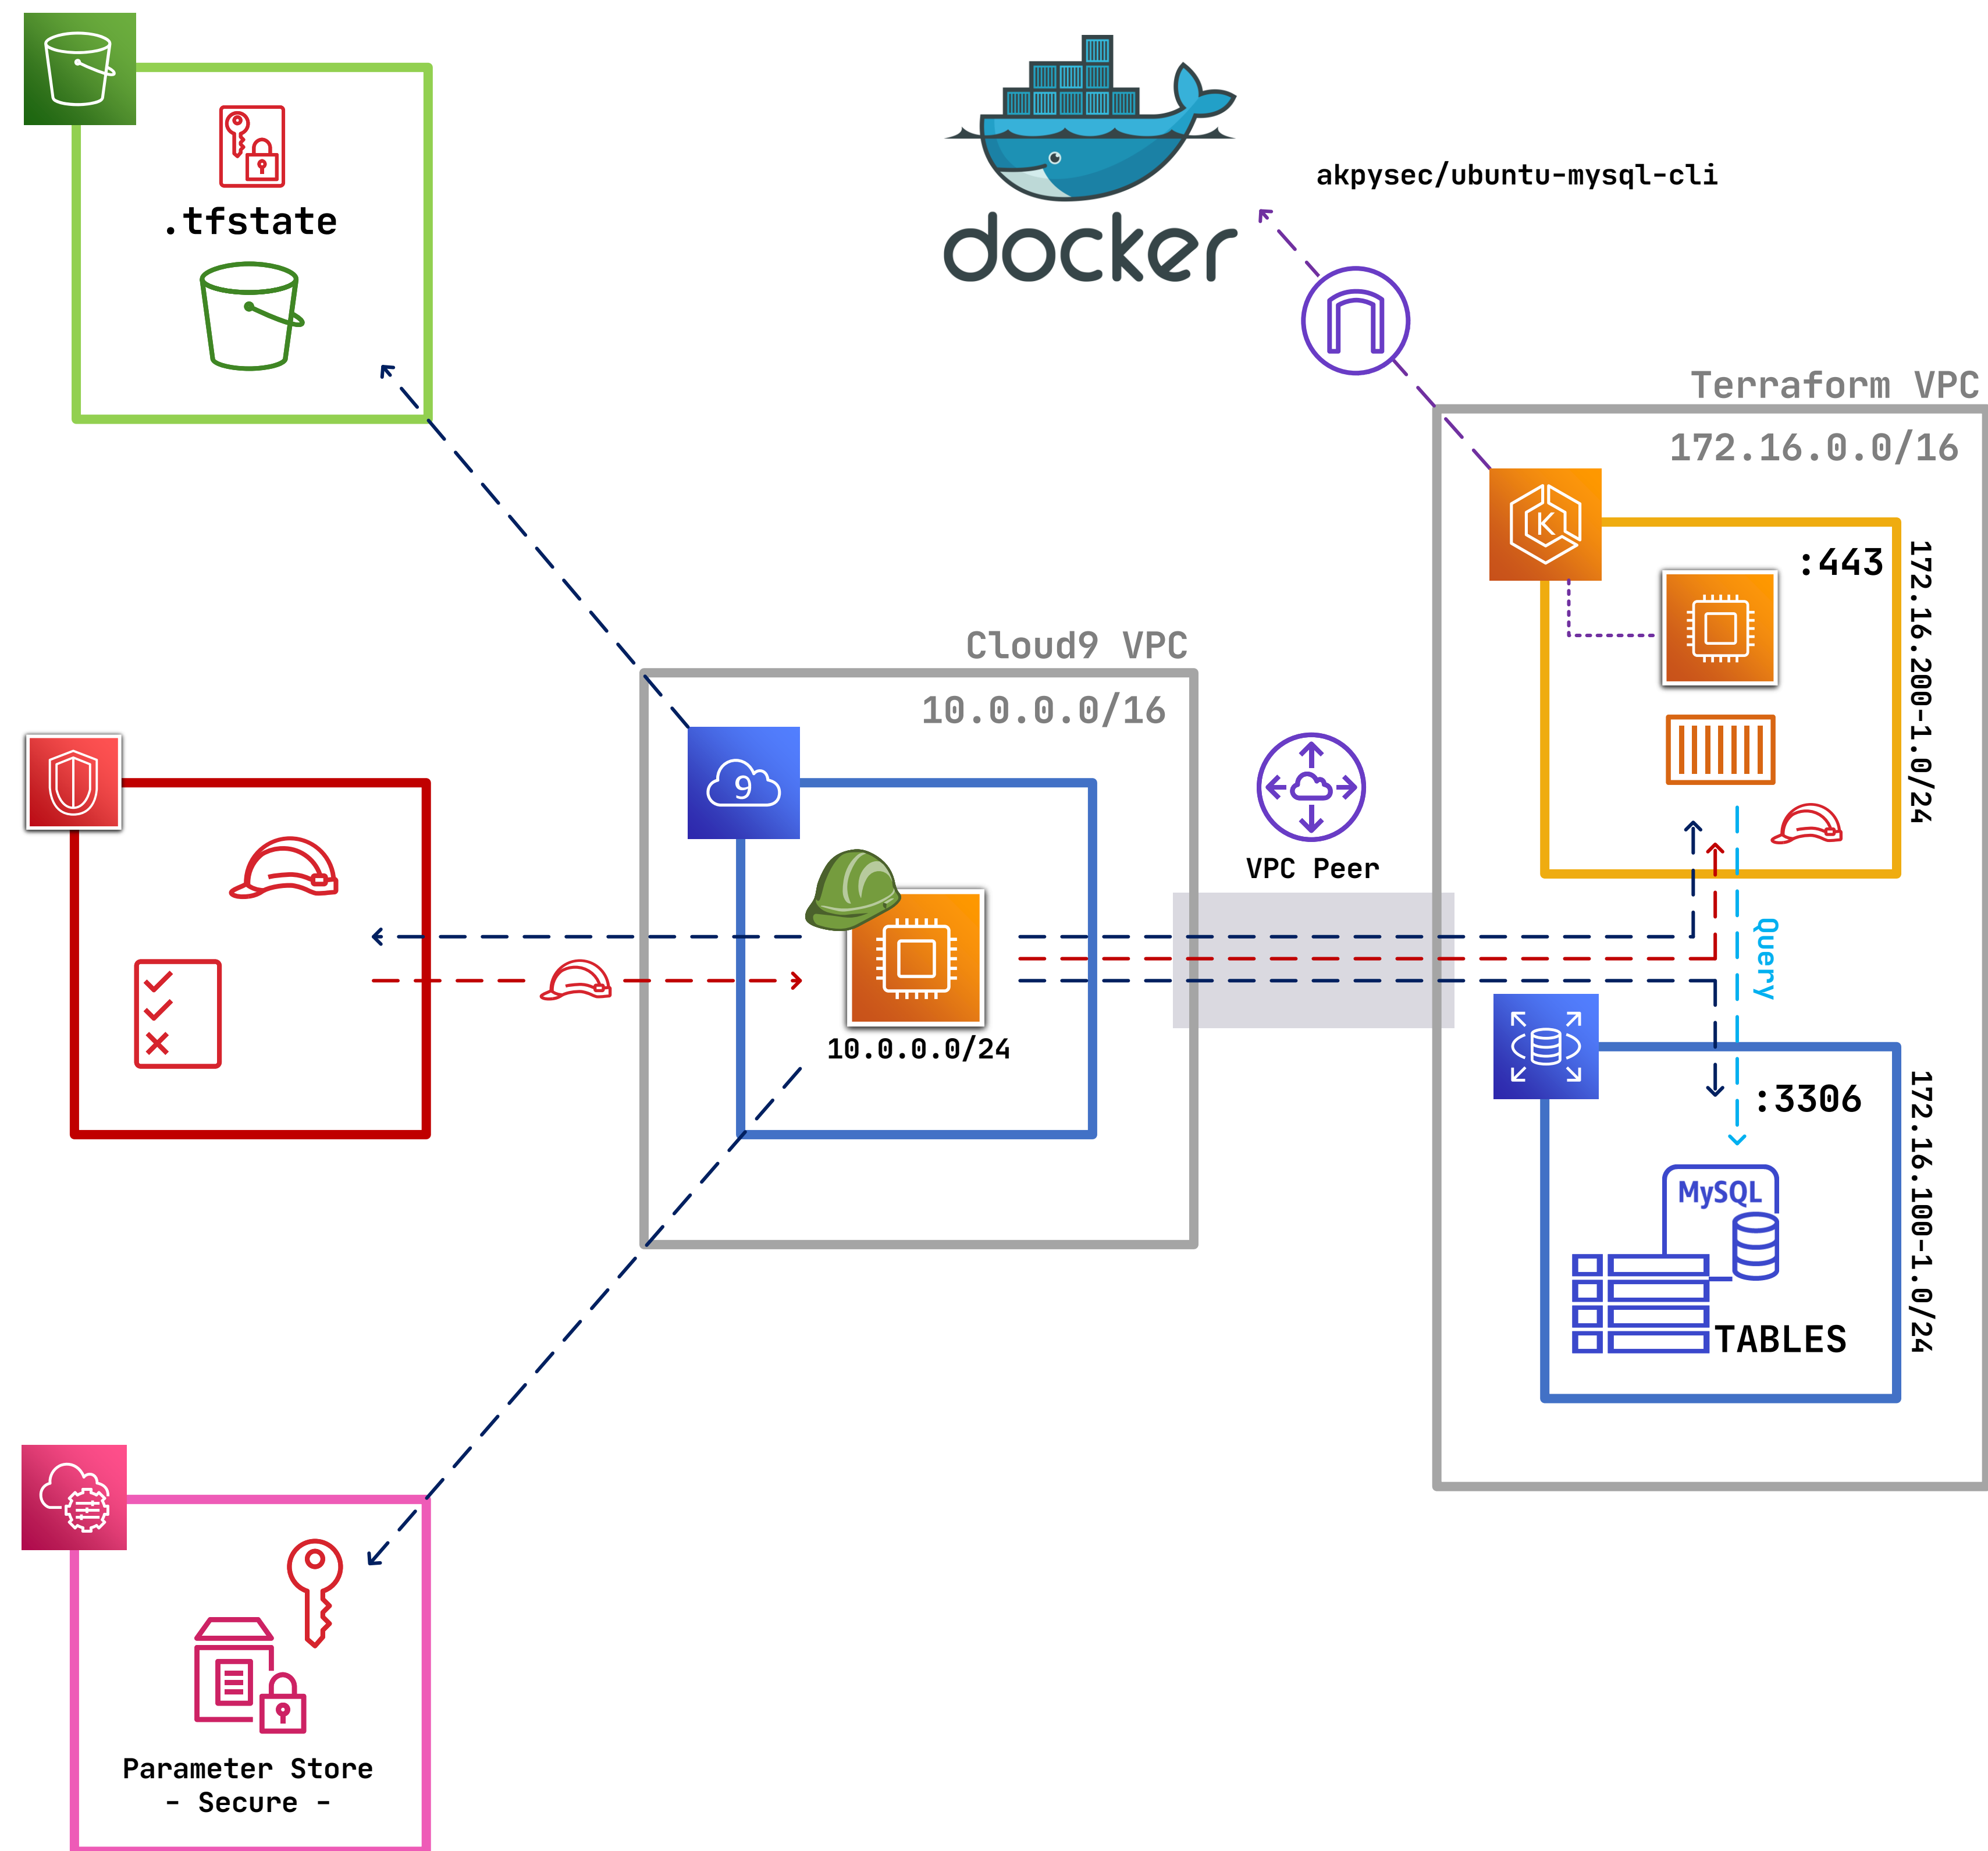 .tfstate
docker
akpysec/ubuntu-mysql-cli
Terraform VPC
172.16.0.0/16
K
:443
172.16.200-1.0/24
Cloud9 VPC
10.0.0.0/16
9
VPC Peer
10.0.0.0/24
Query
:3306
172.16.100-1.0/24
MySQL
TABLES
Parameter Store
- Secure -